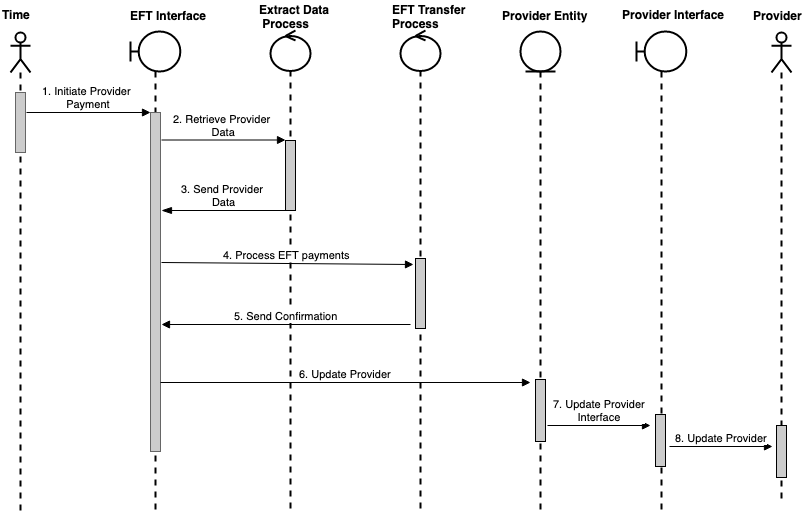 Time
EFT Interface
Extract Data
Process
EFT Transfer
Process
Provider Entity
Provider Interface
Provider
1. Initiate Provider
Payment
2. Retrieve Provider
Data
3. Send Provider
Data
4. Process EFT payments
5. Send Confirmation
6. Update Provider
7. Update Provider
Interface
8. Update Provider